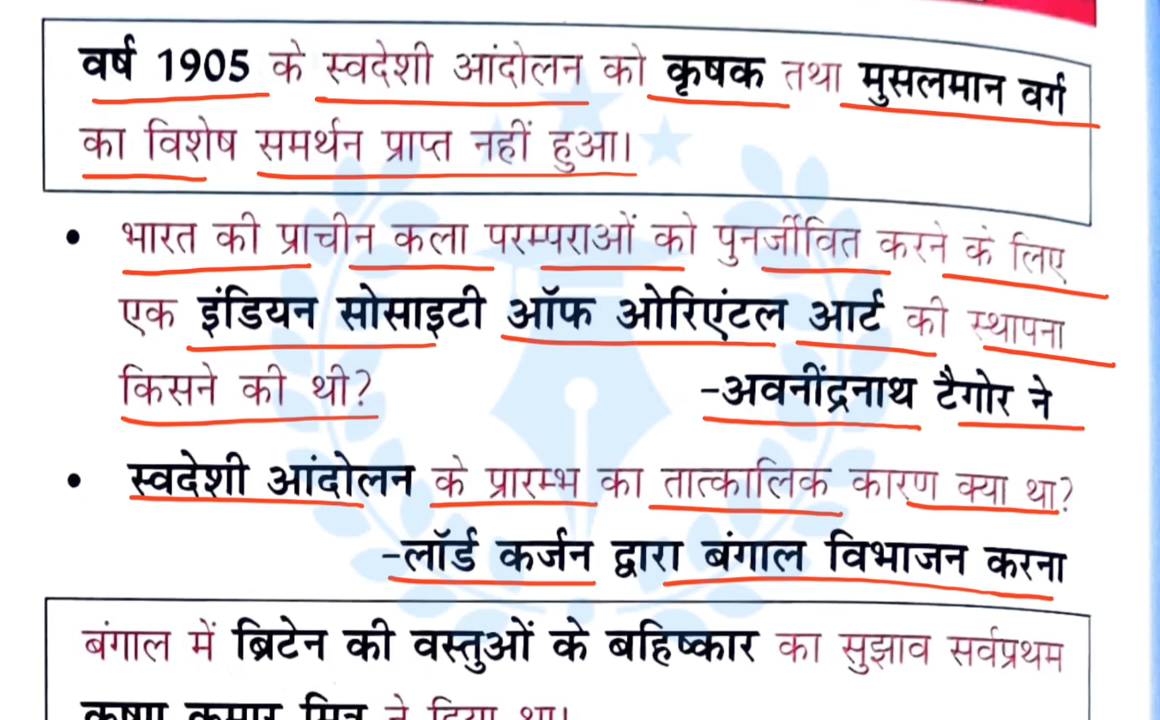 वर्ष 1905 के स्वदेशी आंदोलन को कृषक तथा मुसलमान वर्ग
का विशेष समर्थन प्राप्त नहीं हुआ।
• भारत की प्राचीन कला परम्पराओं को पुनर्जीवित करने के लिए
एक इंडियन सोसाइटी ऑफ ओरिएंटल आर्ट की स्थापना
किसने की थी? -अवनींद्रनाथ टैगोर ने
• स्वदेशी आंदोलन के प्रारम्भ का तात्कालिक कारण क्या था?
-लॉर्ड कर्जन द्वारा बंगाल विभाजन करना
बंगाल में ब्रिटेन की वस्तुओं के बहिष्कार का सुझाव सर्वप्रथम
कृष्ण कुमार मित्र ने दिया था।